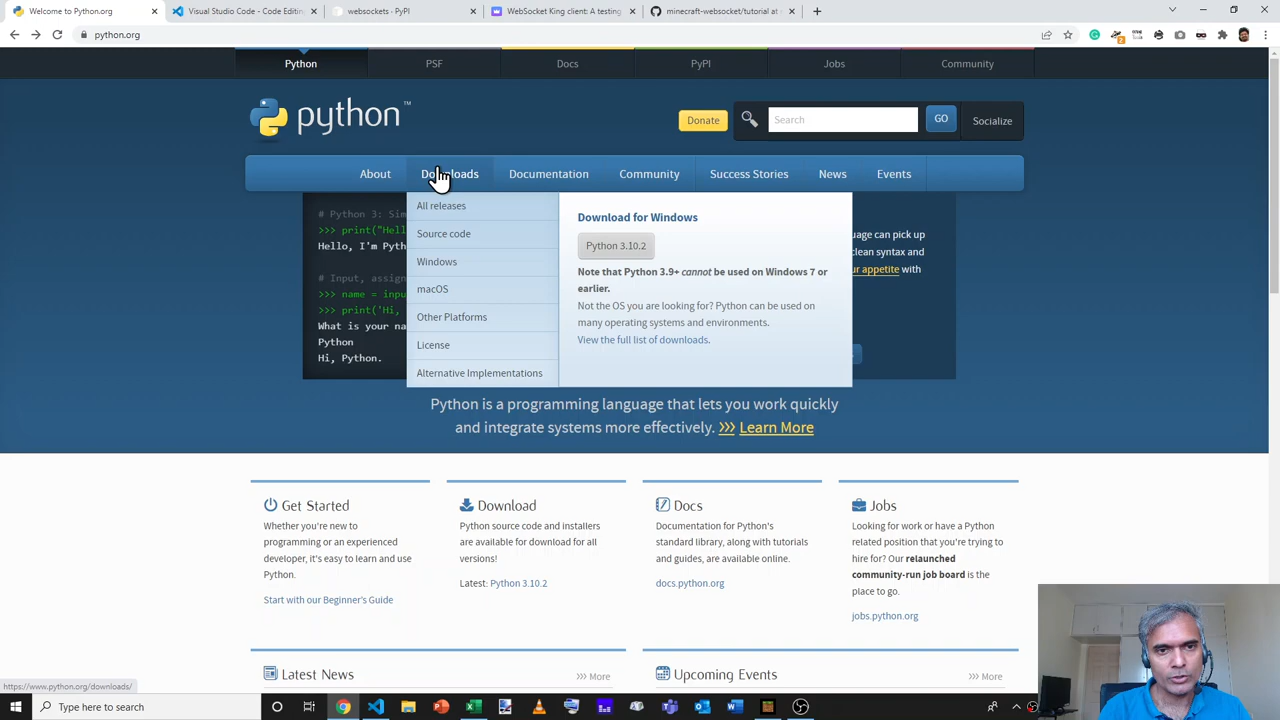 Welcome to Python.org
Visual Studio Code - Code Editing
websockets · PyPI
WebSocket King client: A testing
minecraft-websocket/tutorial at
python.org
Python
PSF
Docs
PyPI
Jobs
Community
python™
Donate
Search
GO
Socialize
About
Downloads
Documentation
Community
Success Stories
News
Events
# Python 3: Sim
>>> print("Hell
Hello, I'm Pyth
# Input, assign
>>> name = inpu
>>> print('Hi,
What is your na
Python
Hi, Python.
All releases
Source code
Windows
macOS
Other Platforms
License
Alternative Implementations
Download for Windows
Python 3.10.2
Note that Python 3.9+ cannot be used on Windows 7 or
earlier.
Not the OS you are looking for? Python can be used on
many operating systems and environments.
View the full list of downloads.
uage can pick up
clean syntax and
ur appetite with
Python is a programming language that lets you work quickly
and integrate systems more effectively. >>> Learn More
Get Started
Whether you're new to
programming or an experienced
developer, it's easy to learn and use
Python.
Start with our Beginner's Guide
Download
Python source code and installers
are available for download for all
versions!
Latest: Python 3.10.2
Docs
Documentation for Python's
standard library, along with tutorials
and guides, are available online.
docs.python.org
Jobs
Looking for work or have a Python
related position that you're trying to
hire for? Our relaunched
community-run job board is the
place to go.
jobs.python.org
Latest News
>>> More
Upcoming Events
>>> More
https://www.python.org/downloads/
Type here to search